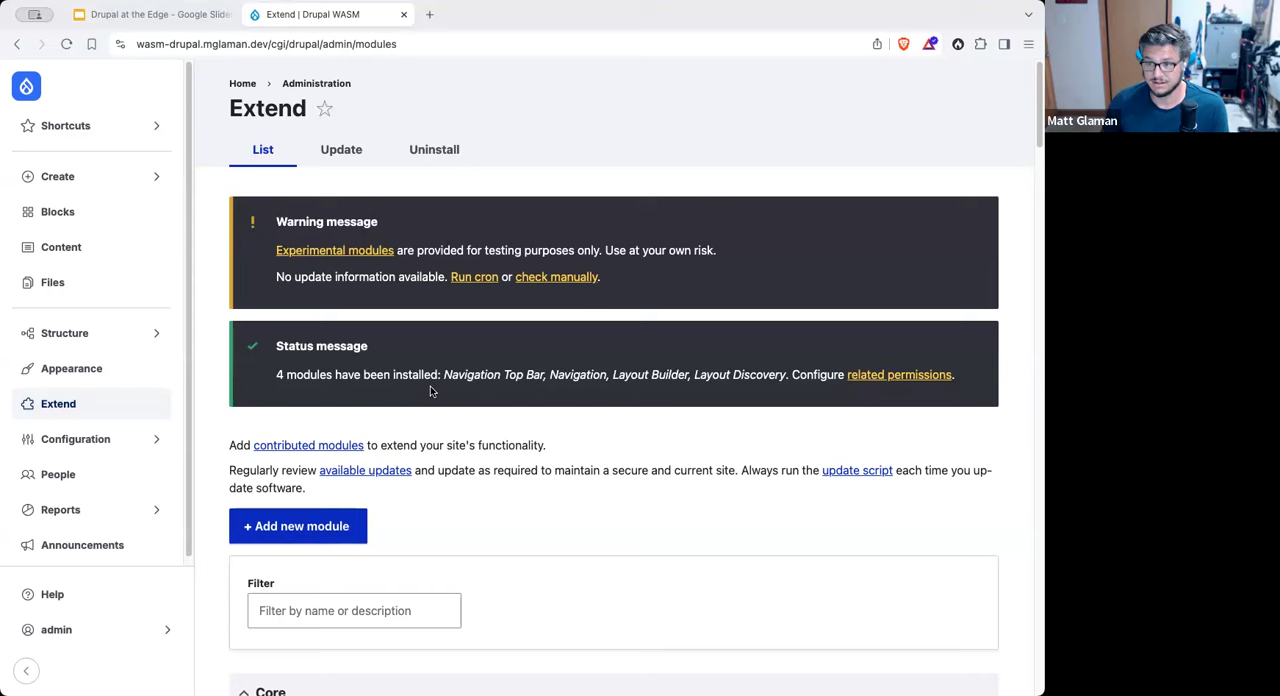 Drupal at the Edge - Google Slide
Extend | Drupal WASM
wasm-drupal.mglaman.dev/cgi/drupal/admin/modules
Matt Glaman
Shortcuts
Create
Blocks
Content
Files
Structure
Appearance
Extend
Configuration
People
Reports
Announcements
Help
admin
Home › Administration
Extend
List Update Uninstall
Warning message
Experimental modules are provided for testing purposes only. Use at your own risk.
No update information available. Run cron or check manually.
Status message
4 modules have been installed: Navigation Top Bar, Navigation, Layout Builder, Layout Discovery. Configure related permissions.
Add contributed modules to extend your site's functionality.
Regularly review available updates and update as required to maintain a secure and current site. Always run the update script each time you up-
date software.
+ Add new module
Filter
Filter by name or description
Core